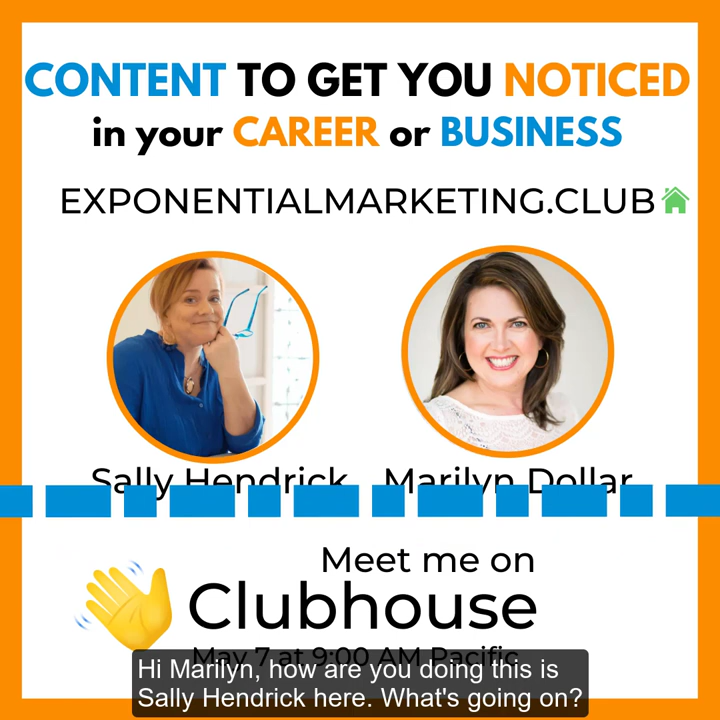 CONTENT TO GET YOU NOTICED
in your CAREER or BUSINESS
EXPONENTIALMARKETING.CLUB
Sally Hendrick
Marilyn Dollar
Meet me on
Clubhouse
May 7 at 9:00 AM Pacific
Hi Marilyn, how are you doing this is
Sally Hendrick here. What's going on?